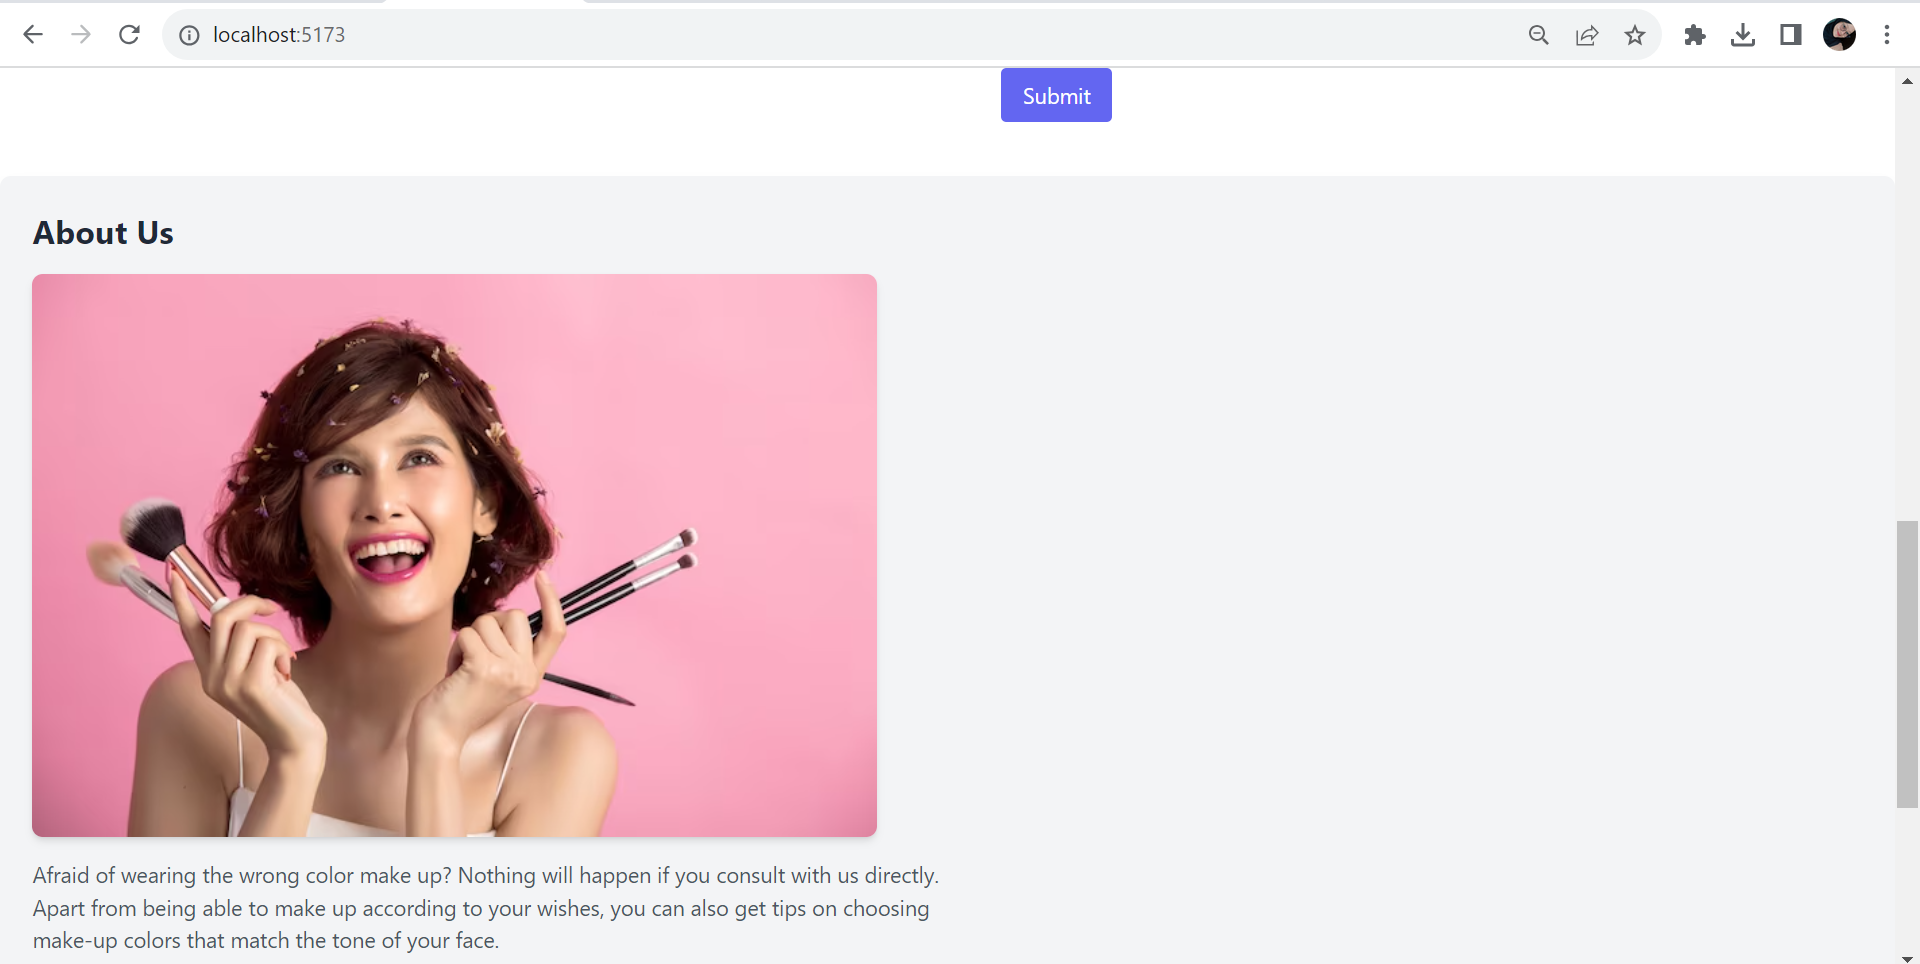 localhost:5173
Submit
About Us
Afraid of wearing the wrong color make up? Nothing will happen if you consult with us directly.
Apart from being able to make up according to your wishes, you can also get tips on choosing
make-up colors that match the tone of your face.